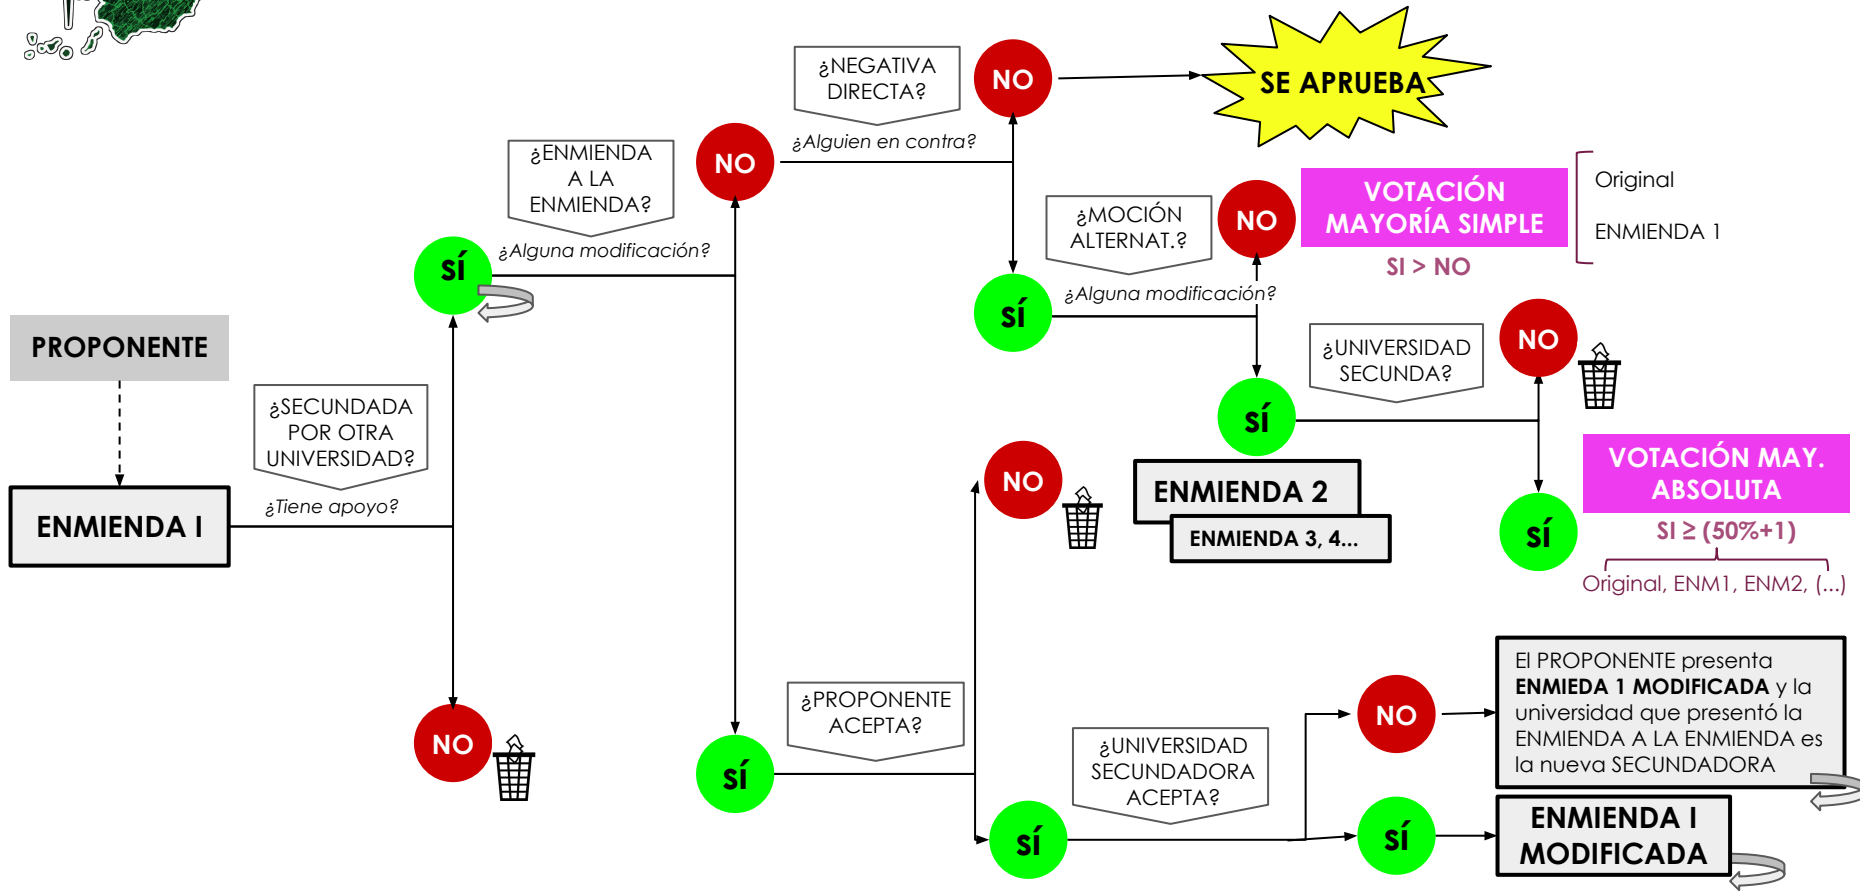 PROPONENTE
ENMIENDA I
¿SECUNDADA
POR OTRA
UNIVERSIDAD?
¿Tiene apoyo?
SÍ
NO
¿ENMIENDA
A LA
ENMIENDA?
¿Alguna modificación?
NO
SÍ
¿NEGATIVA
DIRECTA?
¿Alguien en contra?
NO
SE APRUEBA
SÍ
¿MOCIÓN
ALTERNAT.?
¿Alguna modificación?
NO
VOTACIÓN
MAYORÍA SIMPLE
SI > NO
Original
ENMIENDA 1
SÍ
ENMIENDA 2
ENMIENDA 3, 4...
¿UNIVERSIDAD
SECUNDA?
NO
SÍ
VOTACIÓN MAY.
ABSOLUTA
SI ≥ (50%+1)
Original, ENM1, ENM2, (...)
¿PROPONENTE
ACEPTA?
NO
SÍ
¿UNIVERSIDAD
SECUNDADORA
ACEPTA?
NO
El PROPONENTE presenta
ENMIEDA 1 MODIFICADA y la
universidad que presentó la
ENMIENDA A LA ENMIENDA es
la nueva SECUNDADORA
SÍ
ENMIENDA I
MODIFICADA